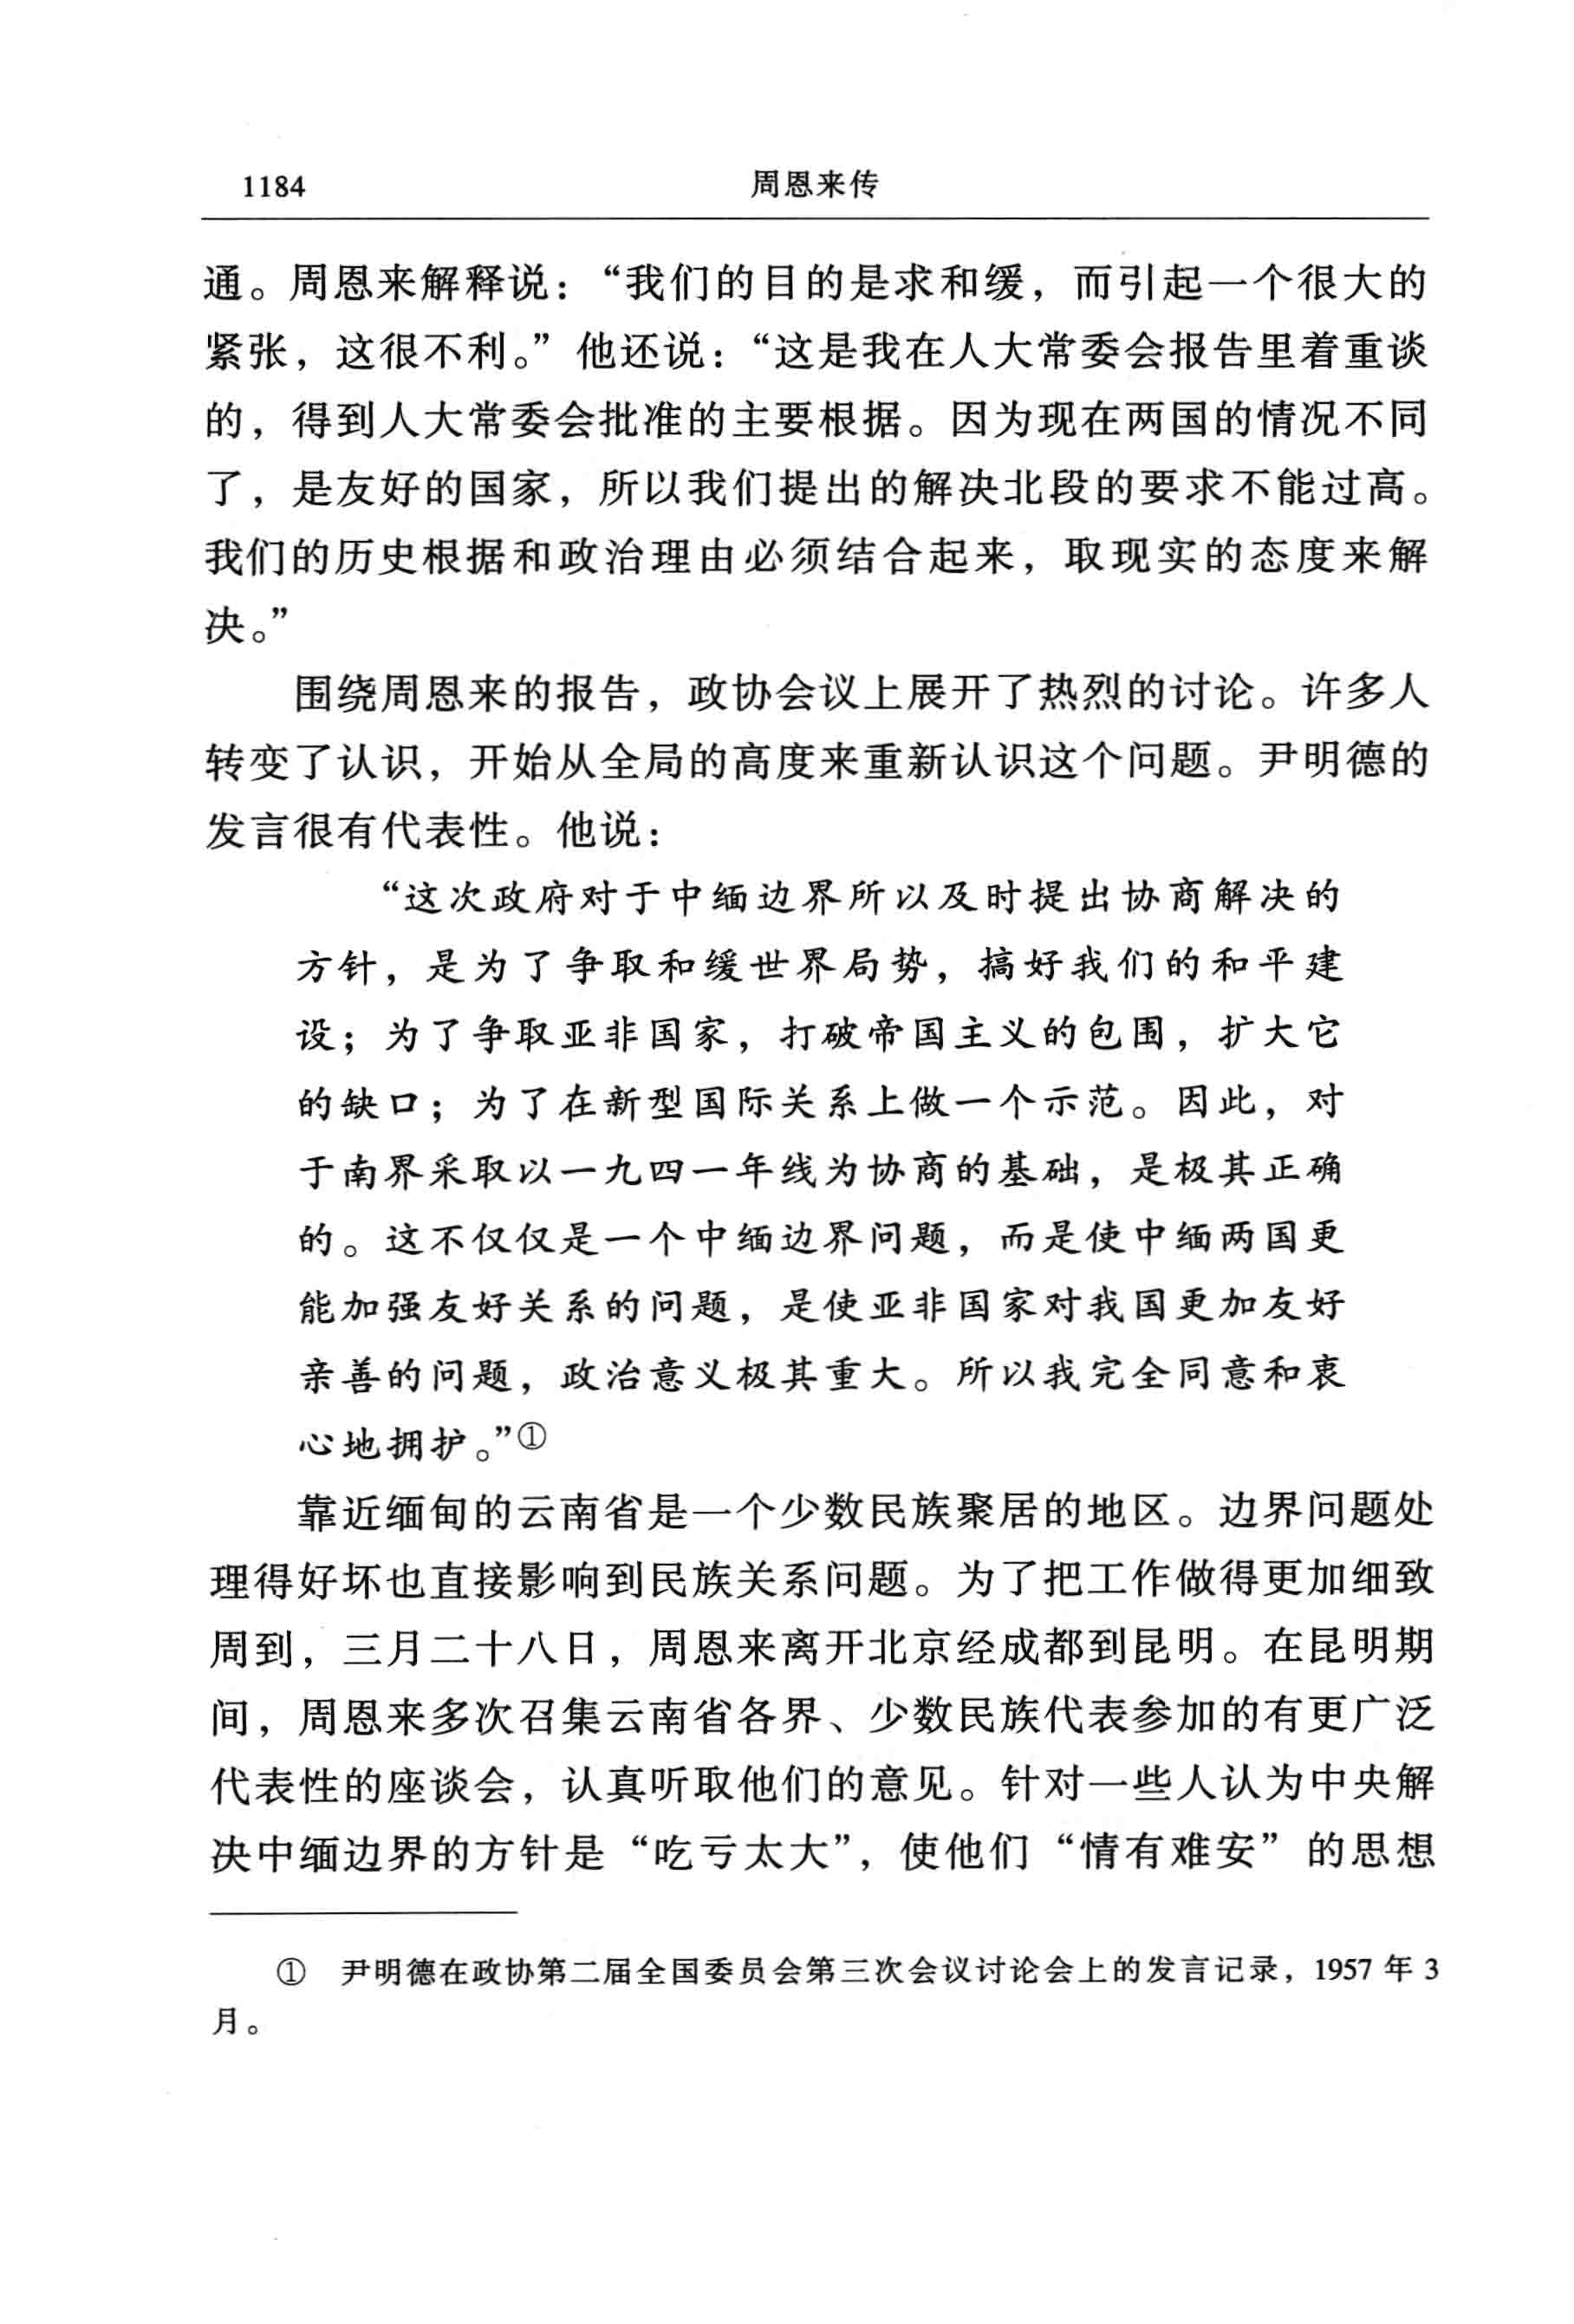 1184 周恩来传
通。周恩来解释说：“我们的目的是求和缓，而引起一个很大的
紧张，这很不利。”他还说：“这是我在人大常委会报告里着重谈
的，得到人大常委会批准的主要根据。因为现在两国的情况不同
了，是友好的国家，所以我们提出的解决北段的要求不能过高。
我们的历史根据和政治理由必须结合起来，取现实的态度来解
决。”
围绕周恩来的报告，政协会议上展开了热烈的讨论。许多人
转变了认识，开始从全局的高度来重新认识这个问题。尹明德的
发言很有代表性。他说：
“这次政府对于中缅边界所以及时提出协商解决的
方针，是为了争取和缓世界局势，搞好我们的和平建
设；为了争取亚非国家，打破帝国主义的包围，扩大它
的缺口；为了在新型国际关系上做一个示范。因此，对
于南界采取以一九四一年线为协商的基础，是极其正确
的。这不仅仅是一个中缅边界问题，而是使中缅两国更
能加强友好关系的问题，是使亚非国家对我国更加友好
亲善的问题，政治意义极其重大。所以我完全同意和衷
心地拥护。”①
靠近缅甸的云南省是一个少数民族聚居的地区。边界问题处
理得好坏也直接影响到民族关系问题。为了把工作做得更加细致
周到，三月二十八日，周恩来离开北京经成都到昆明。在昆明期
间，周恩来多次召集云南省各界、少数民族代表参加的有更广泛
代表性的座谈会，认真听取他们的意见。针对一些人认为中央解
决中缅边界的方针是“吃亏太大”，使他们“情有难安”的思想
① 尹明德在政协第二届全国委员会第三次会议讨论会上的发言记录，1957 年 3
月。